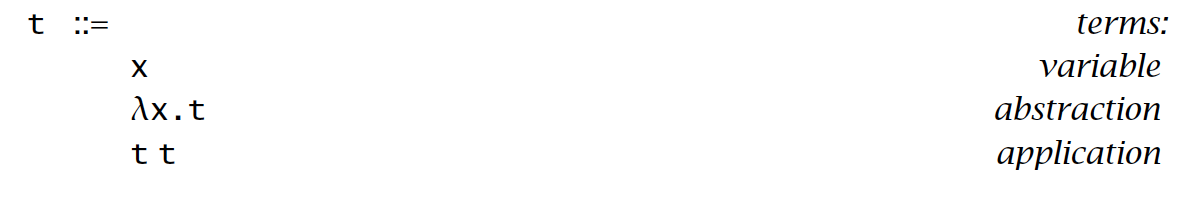 t ::= terms:
x variable
λx.t abstraction
t t application